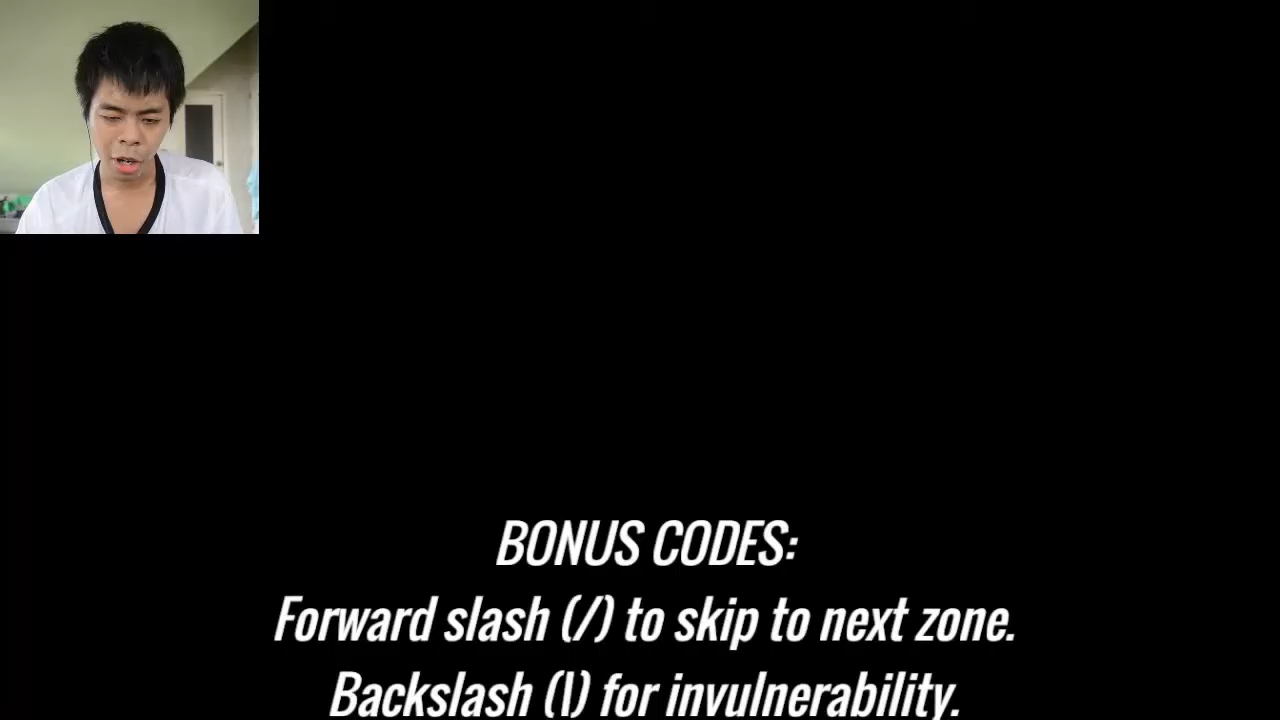 BONUS CODES:
Forward slash (/) to skip to next zone.
Backslash (\) for invulnerability.